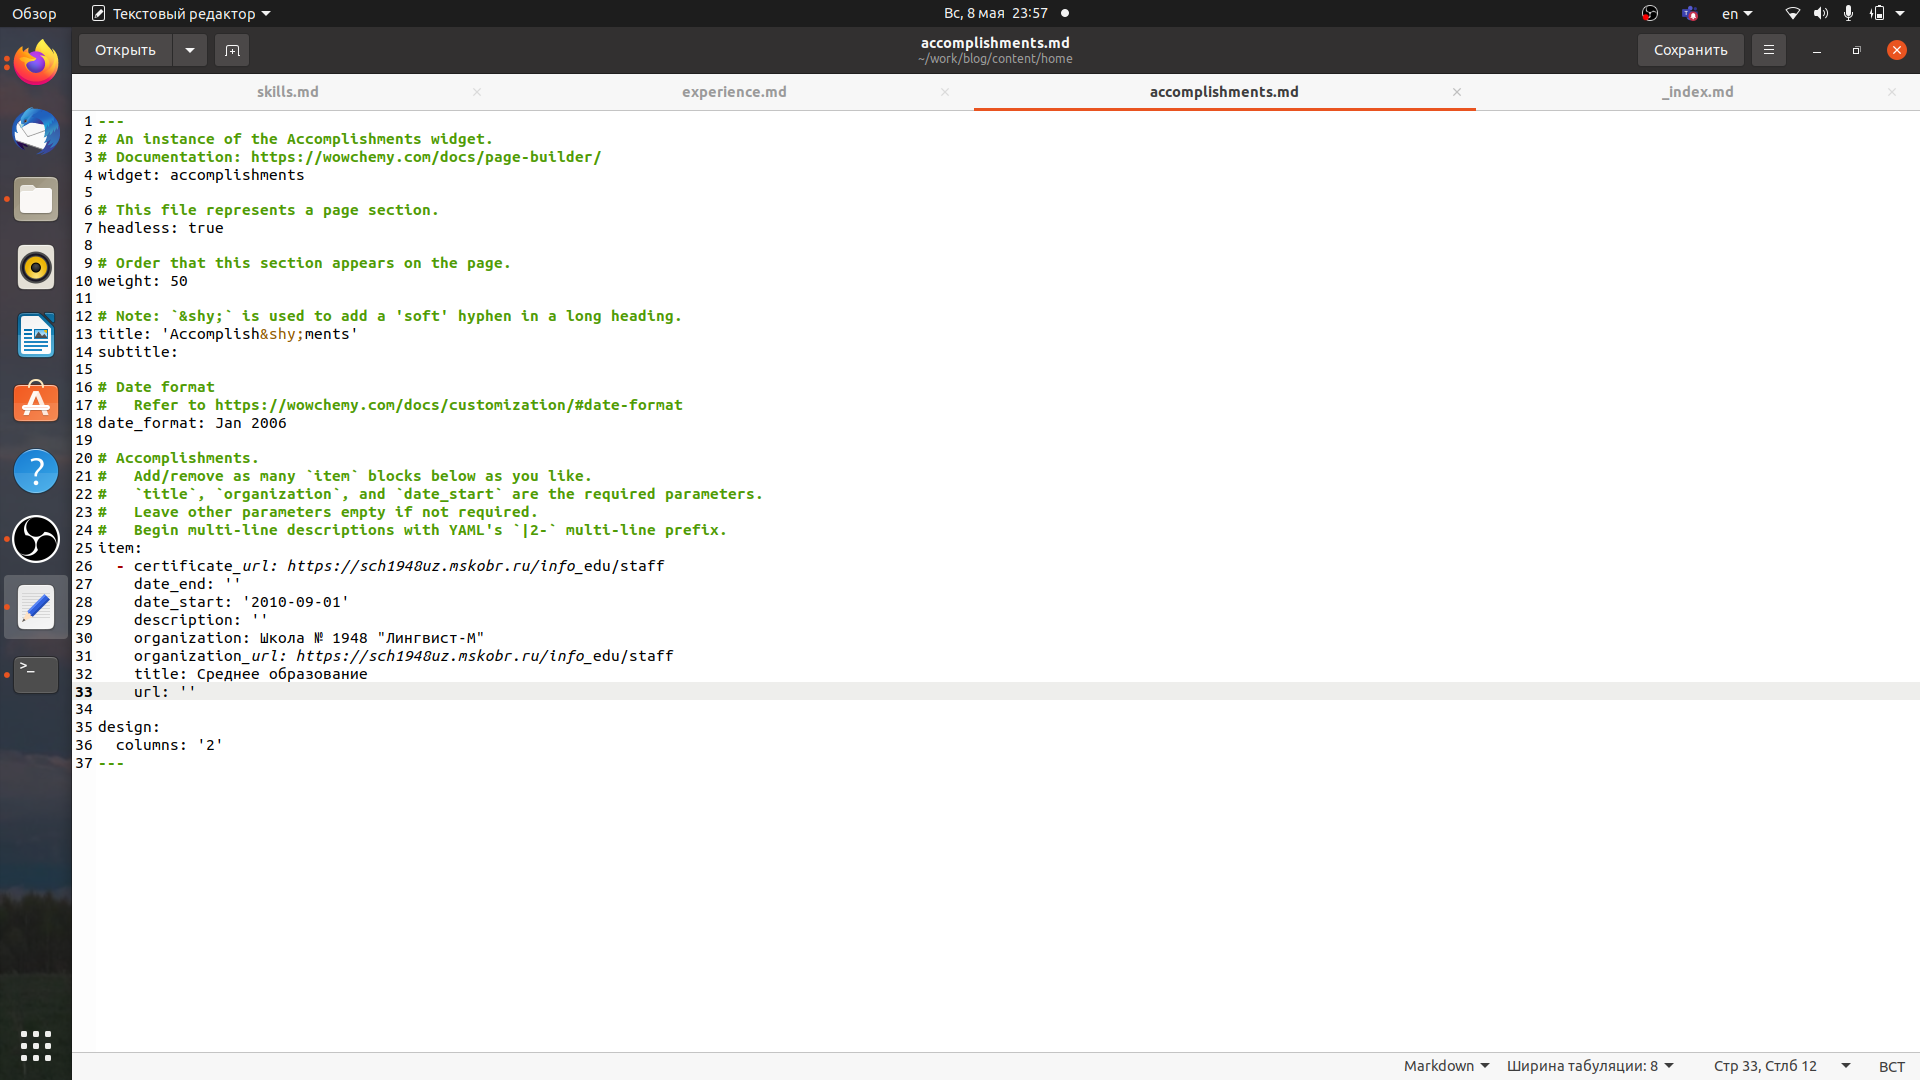 Обзор
Текстовый редактор
Вс, 8 мая 23:57
en
Открыть
accomplishments.md
~/work/blog/content/home
Сохранить
skills.md
experience.md
accomplishments.md
_index.md
1 ---
2 # An instance of the Accomplishments widget.
3 # Documentation: https://wowchemy.com/docs/page-builder/
4 widget: accomplishments
5
6 # This file represents a page section.
7 headless: true
8
9 # Order that this section appears on the page.
10 weight: 50
11
12 # Note: `&shy;` is used to add a 'soft' hyphen in a long heading.
13 title: 'Accomplish&shy;ments'
14 subtitle:
15
16 # Date format
17 #   Refer to https://wowchemy.com/docs/customization/#date-format
18 date_format: Jan 2006
19
20 # Accomplishments.
21 #   Add/remove as many `item` blocks below as you like.
22 #   `title`, `organization`, and `date_start` are the required parameters.
23 #   Leave other parameters empty if not required.
24 #   Begin multi-line descriptions with YAML's `|2-` multi-line prefix.
25 item:
26   - certificate_url: https://sch1948uz.mskobr.ru/info_edu/staff
27     date_end: ''
28     date_start: '2010-09-01'
29     description: ''
30     organization: Школа № 1948 "Лингвист-М"
31     organization_url: https://sch1948uz.mskobr.ru/info_edu/staff
32     title: Среднее образование
33     url: ''
34
35 design:
36   columns: '2'
37 ---
Markdown
Ширина табуляции: 8
Стр 33, Стлб 12
ВСТ